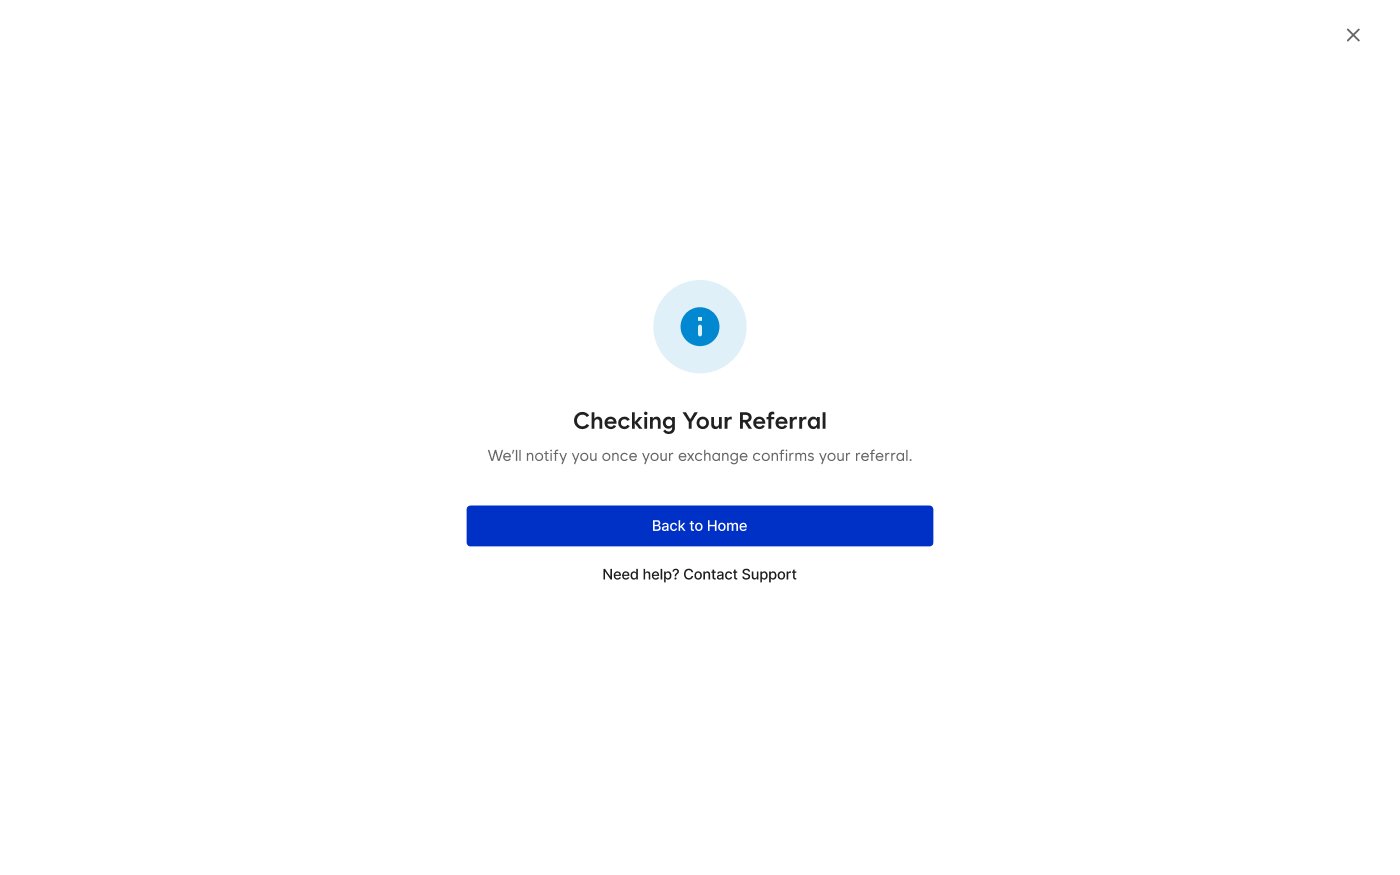 Checking Your Referral
We’ll notify you once your exchange confirms your referral.
Back to Home
Need help? Contact Support